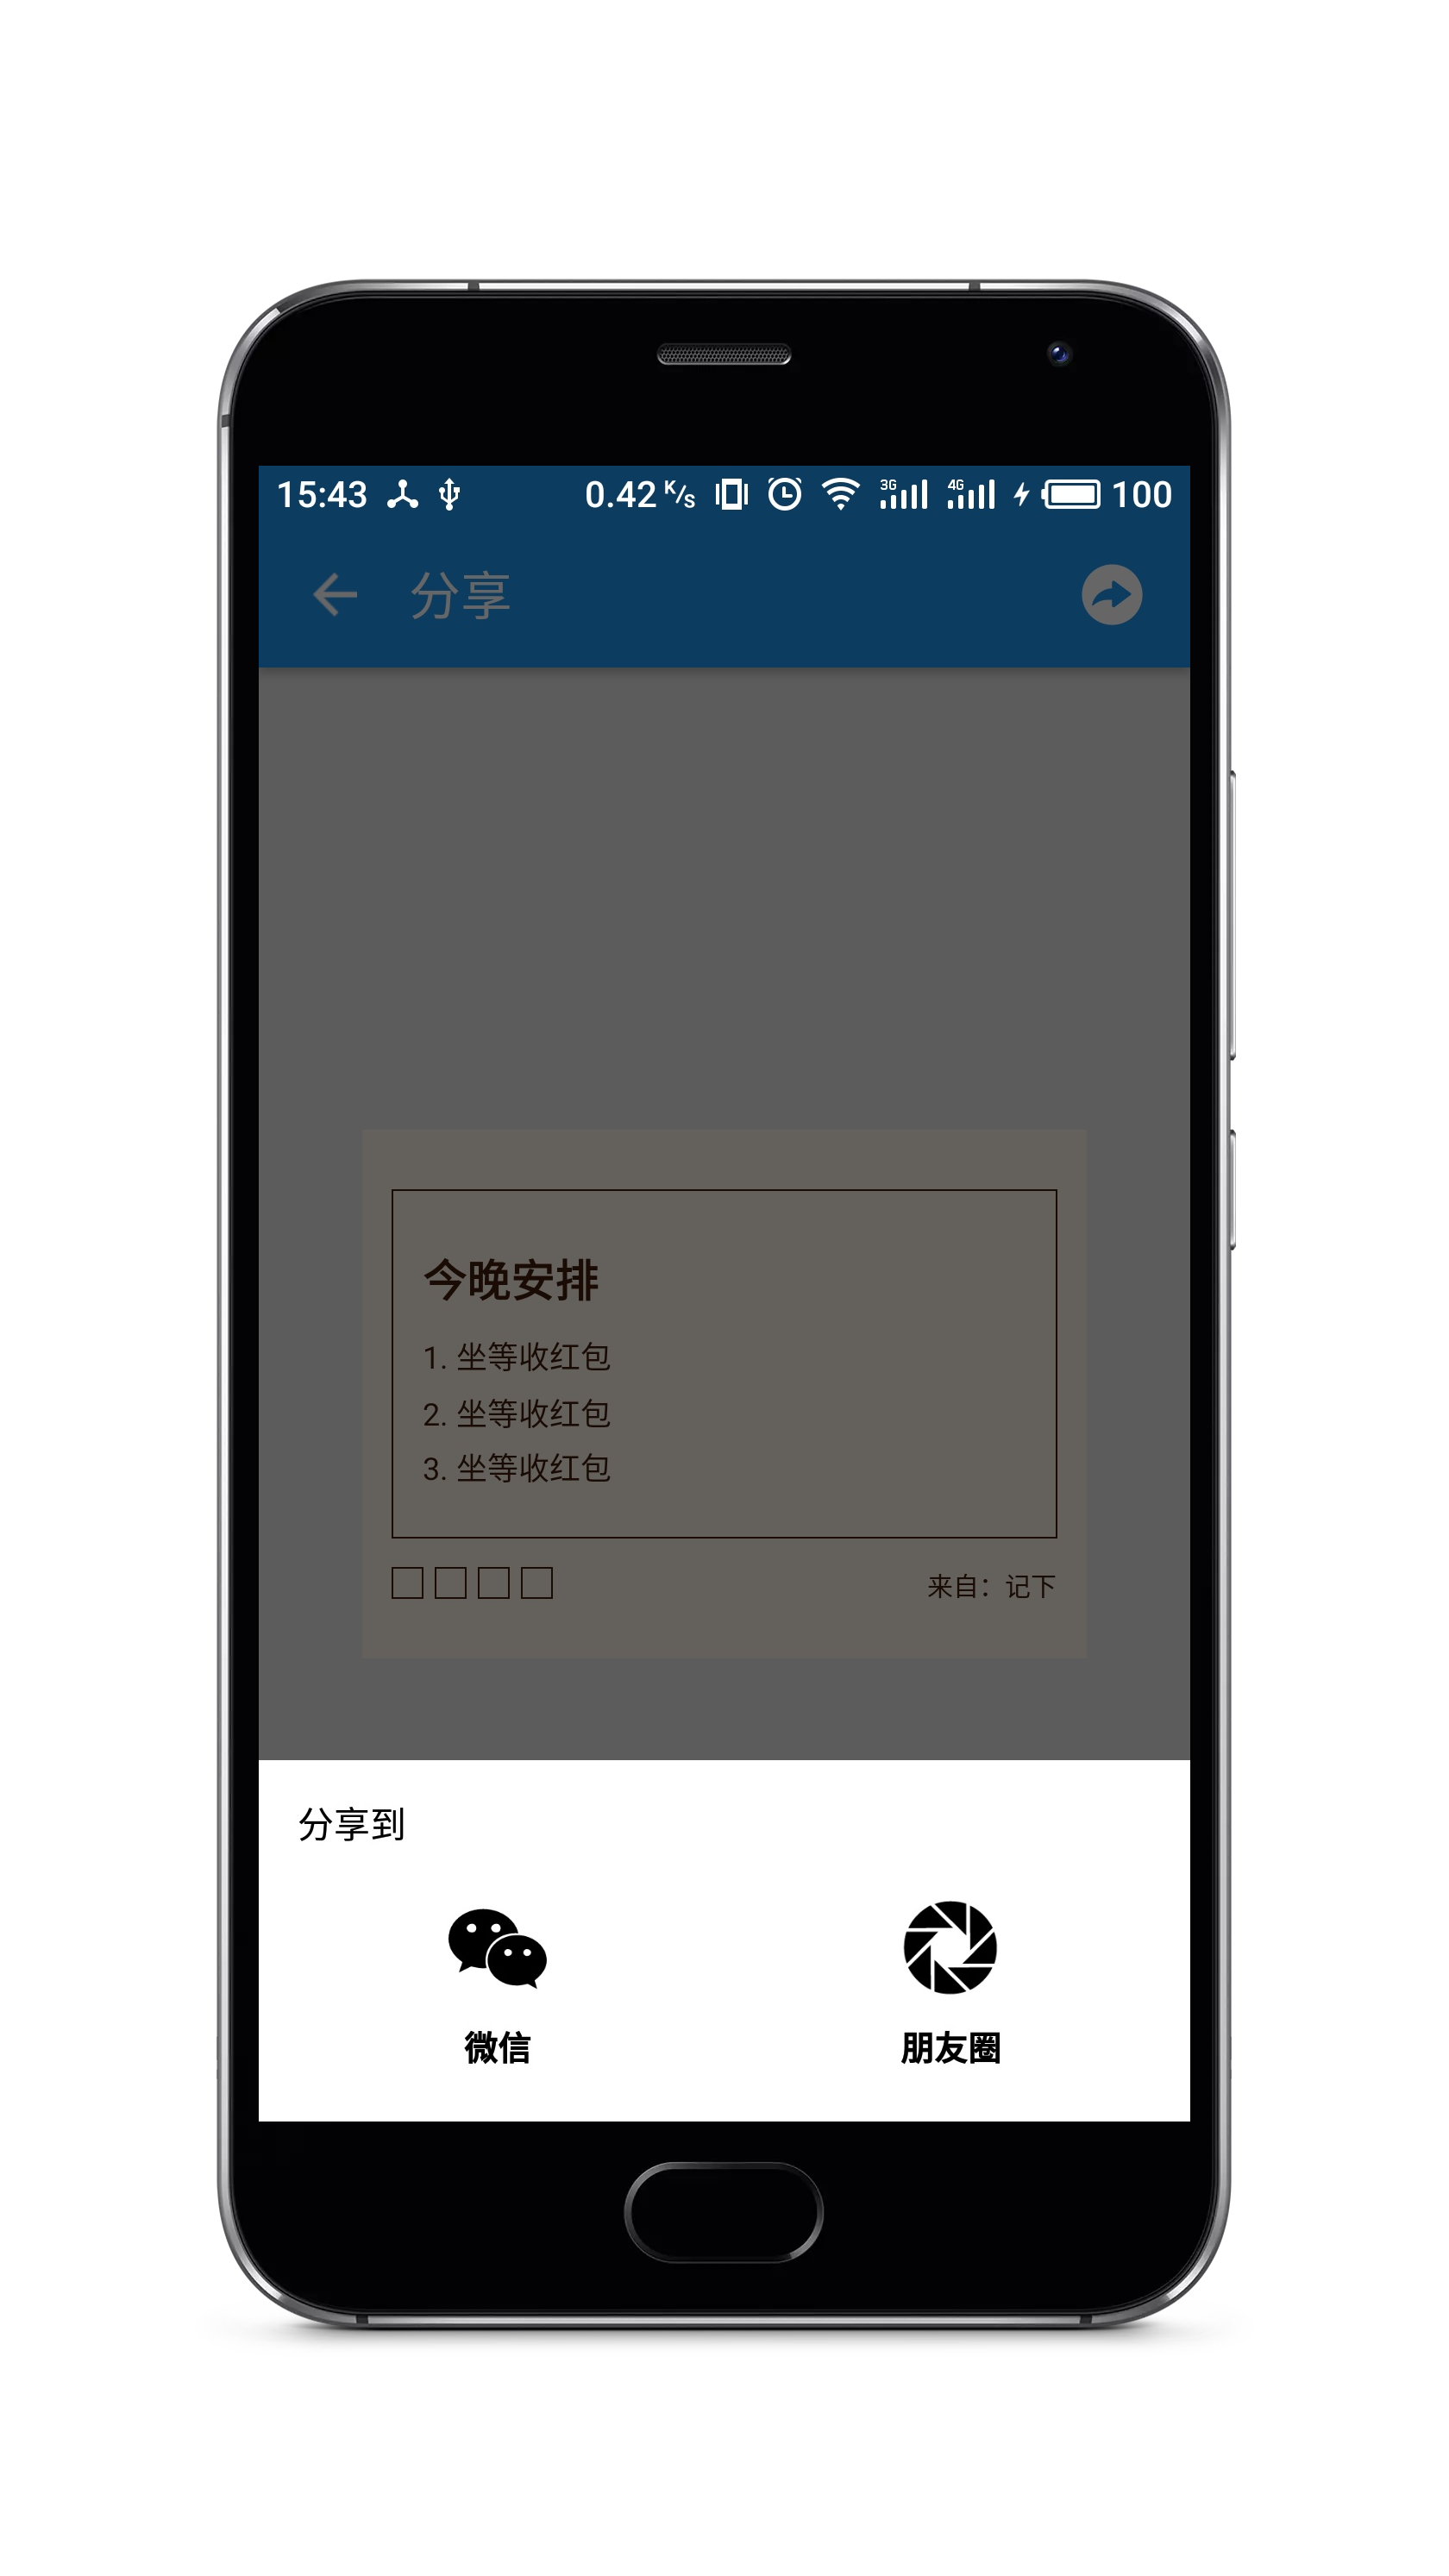 15:43 0.42 K/S 3G 4G 100
分享
今晚安排
1. 坐等收红包
2. 坐等收红包
3. 坐等收红包
来自：记下
分享到
微信 朋友圈